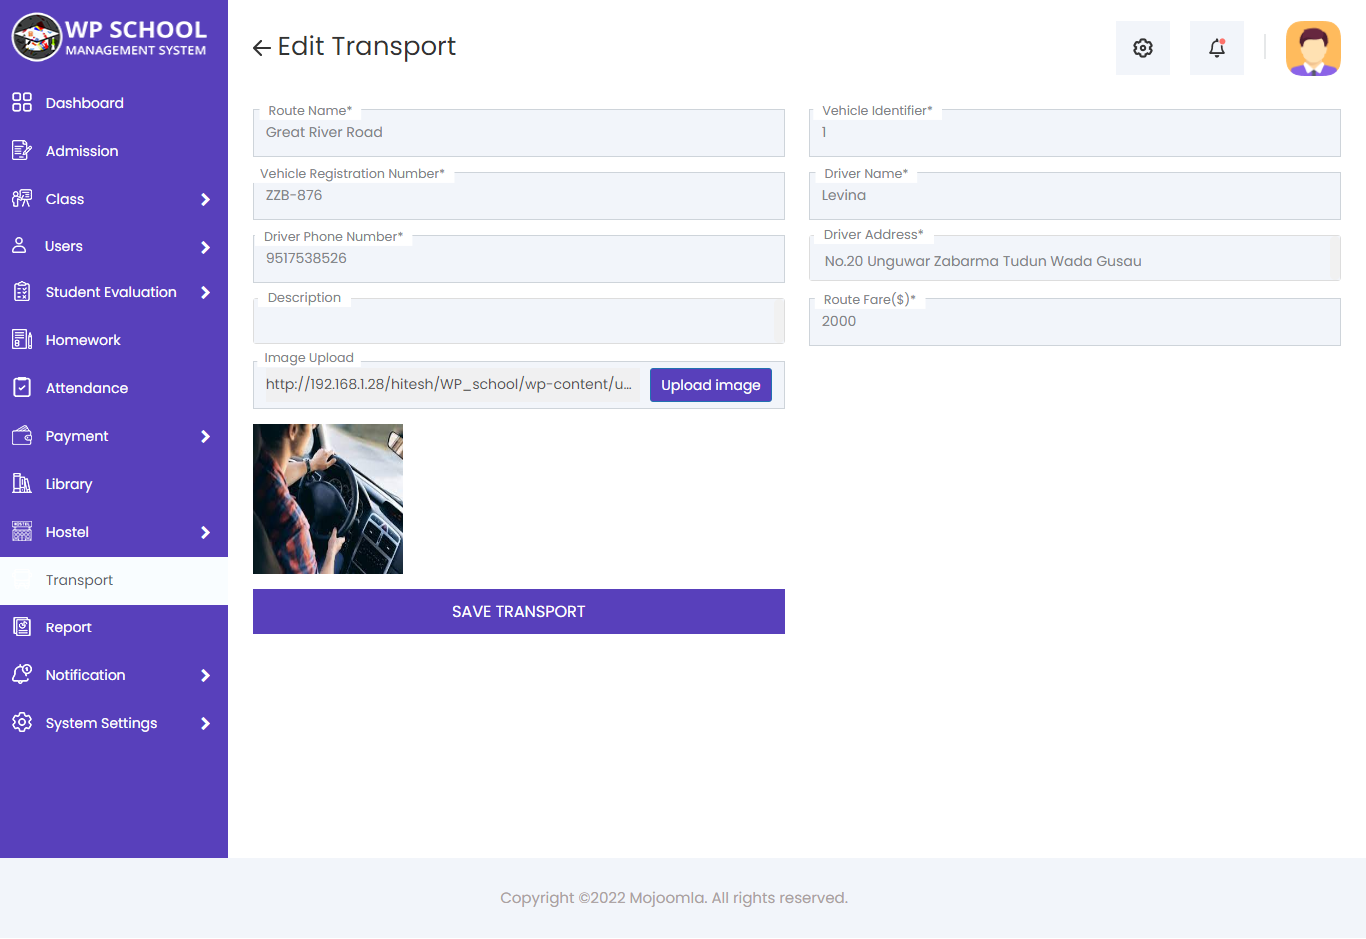 WP SCHOOL
MANAGEMENT SYSTEM
Dashboard
Admission
Class
Users
Student Evaluation
Homework
Attendance
Payment
Library
Hostel
Transport
Report
Notification
System Settings
Edit Transport
Route Name*
Great River Road
Vehicle Identifier*
1
Vehicle Registration Number*
ZZB-876
Driver Name*
Levina
Driver Phone Number*
9517538526
Driver Address*
No.20 Unguwar Zabarma Tudun Wada Gusau
Description
Route Fare($)*
2000
Image Upload
http://192.168.1.28/hitesh/WP_school/wp-content/u...
Upload image
SAVE TRANSPORT
Copyright ©2022 Mojoomla. All rights reserved.